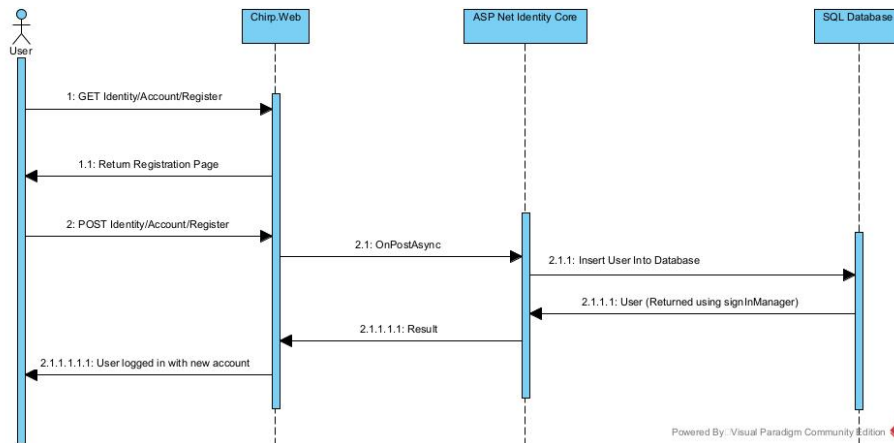 Chirp.Web
ASP Net Identity Core
SQL Database
User
1: GET Identity/Account/Register
1.1: Return Registration Page
2: POST Identity/Account/Register
2.1: OnPostAsync
2.1.1: Insert User Into Database
2.1.1.1: User (Returned using signInManager)
2.1.1.1.1: Result
2.1.1.1.1.1: User logged in with new account
Powered By: Visual Paradigm Community Edition